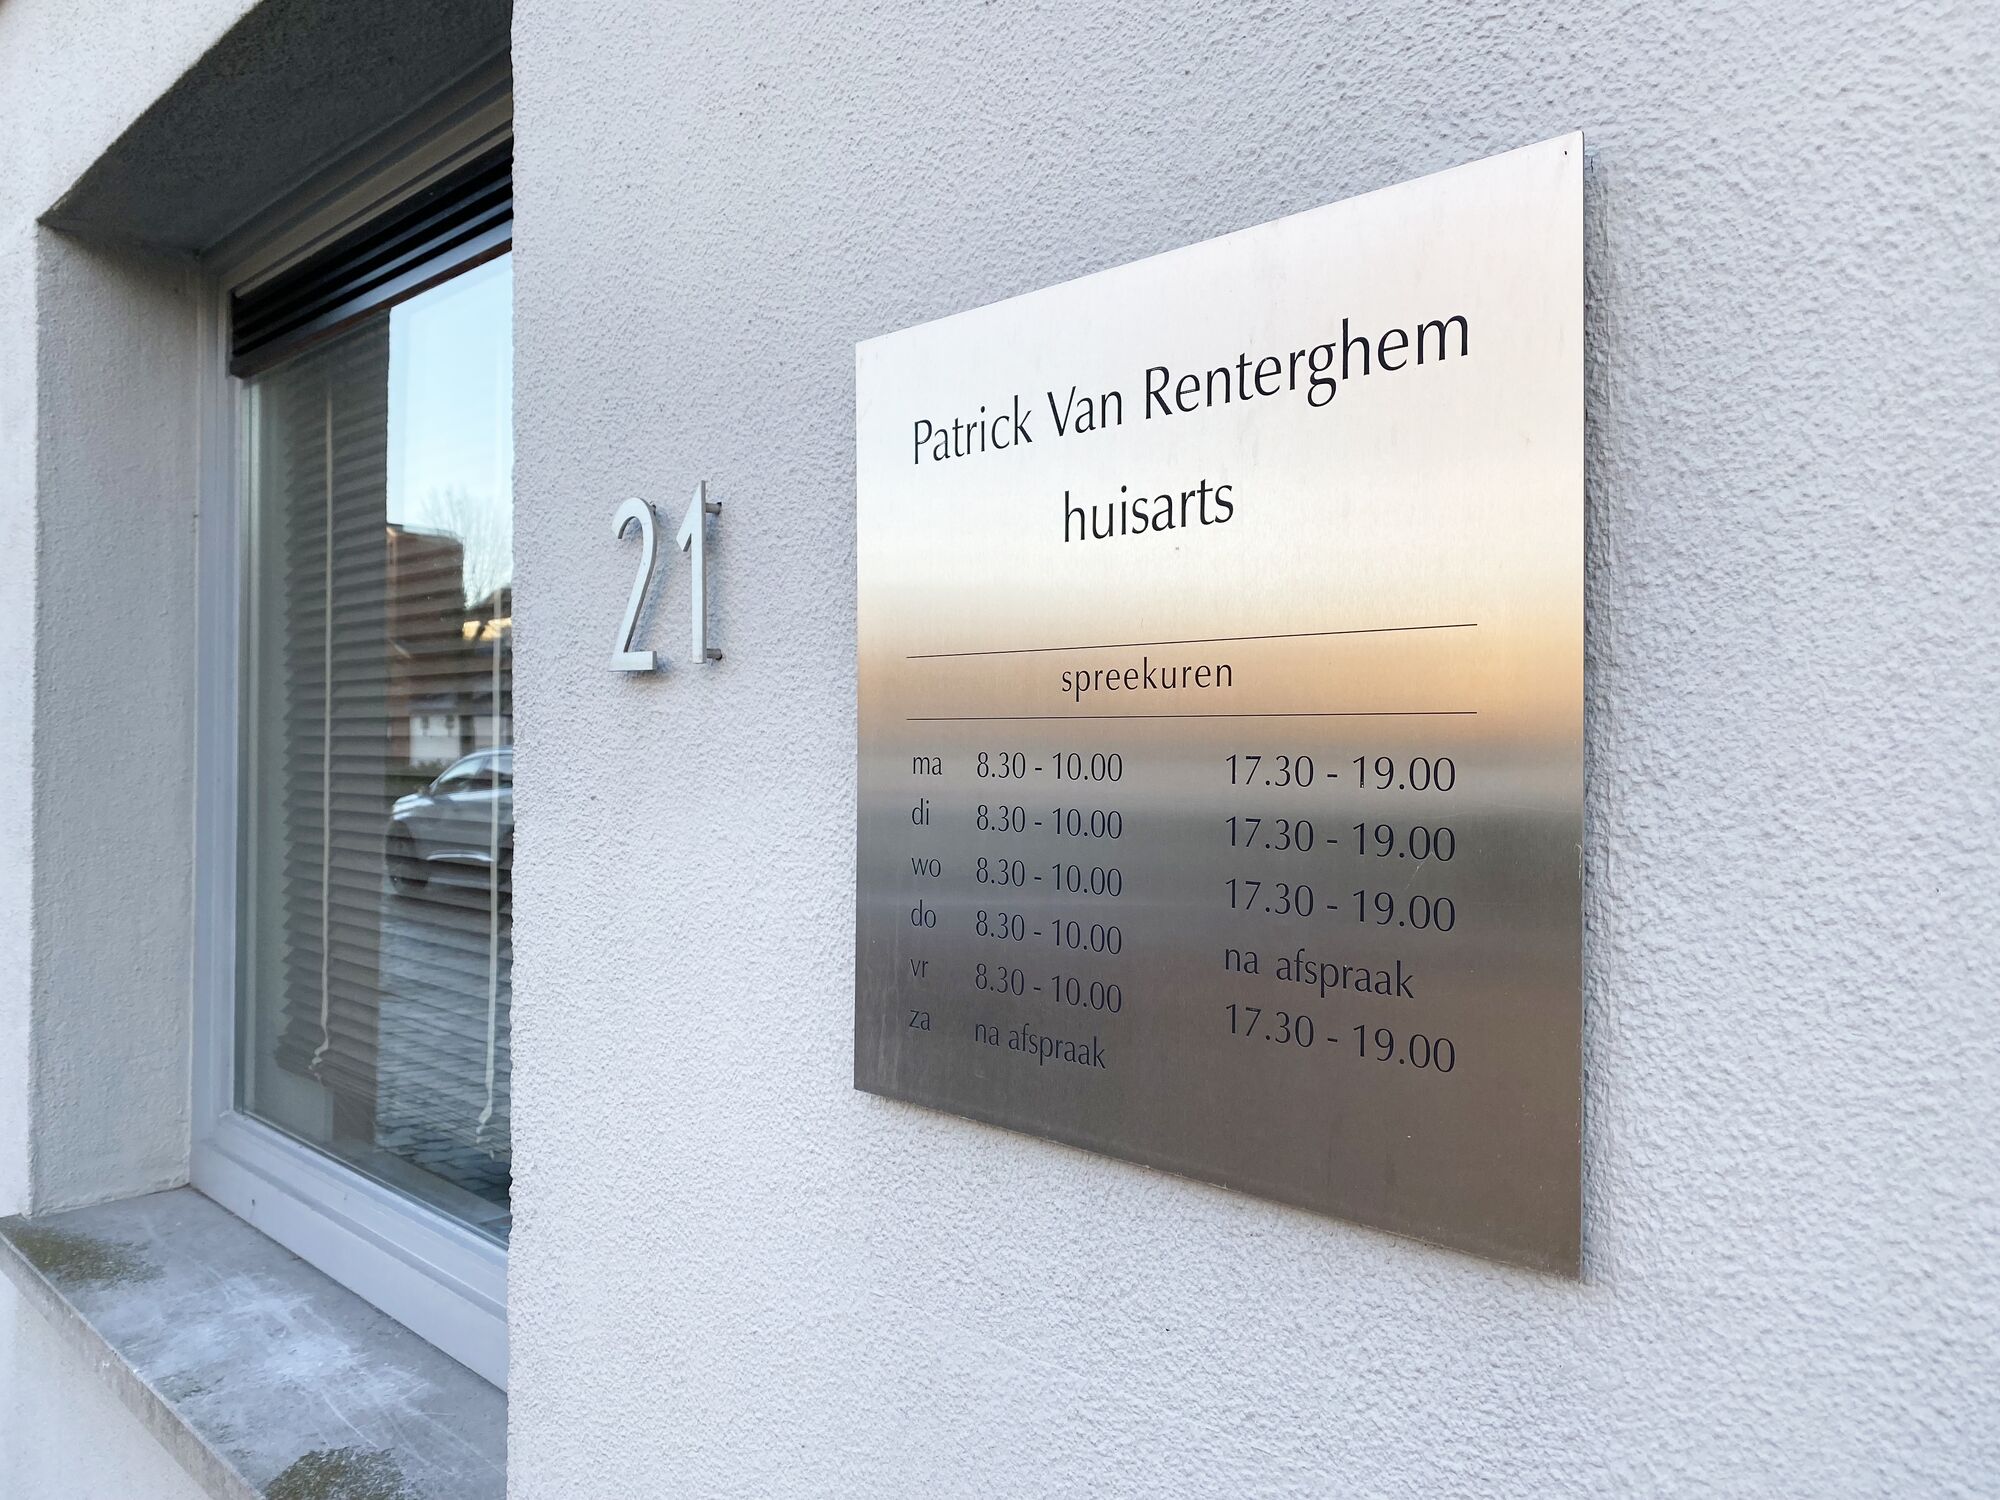 21
Patrick Van Renterghem
huisarts
spreekuren
ma 8.30 - 10.00 17.30 - 19.00
di 8.30 - 10.00 17.30 - 19.00
wo 8.30 - 10.00 17.30 - 19.00
do 8.30 - 10.00 na afspraak
vr 8.30 - 10.00 17.30 - 19.00
za na afspraak